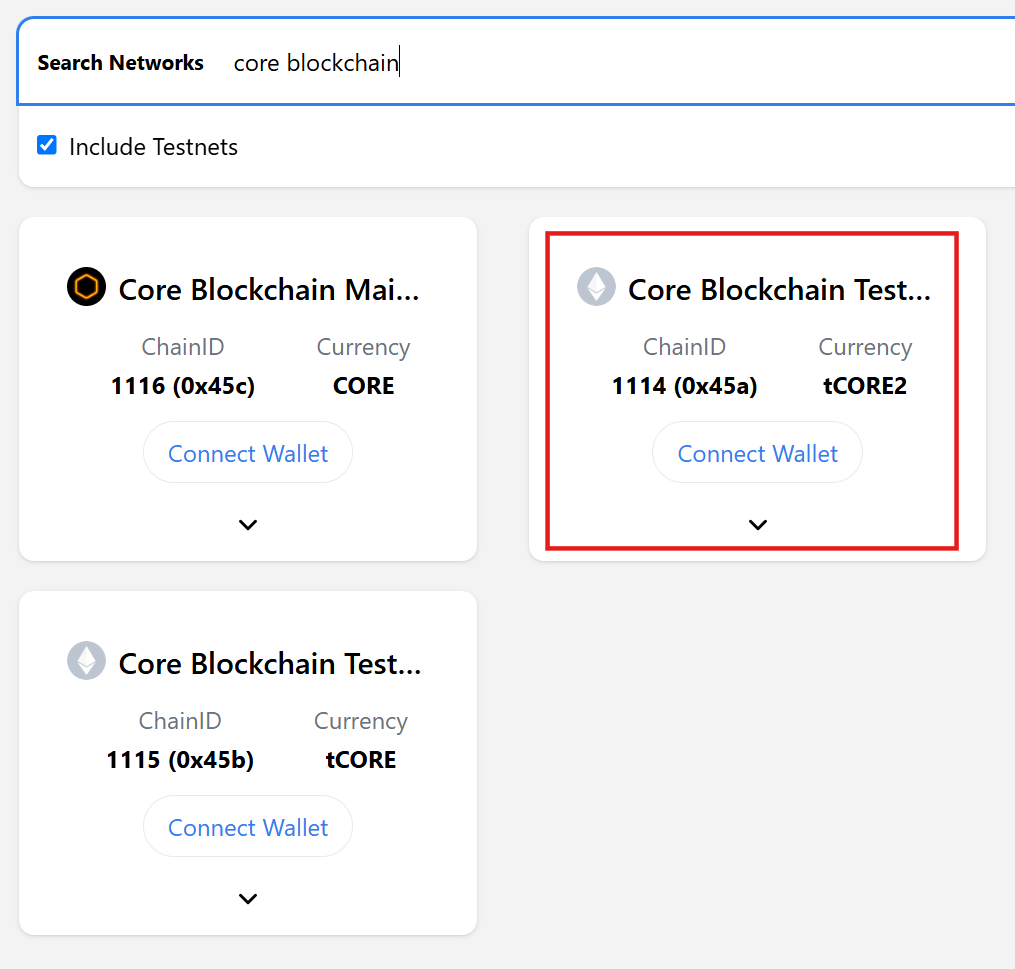 Search Networks core blockchain
Include Testnets
Core Blockchain Mai...
ChainID Currency
1116 (0x45c) CORE
Connect Wallet
Core Blockchain Test...
ChainID Currency
1114 (0x45a) tCORE2
Connect Wallet
Core Blockchain Test...
ChainID Currency
1115 (0x45b) tCORE
Connect Wallet